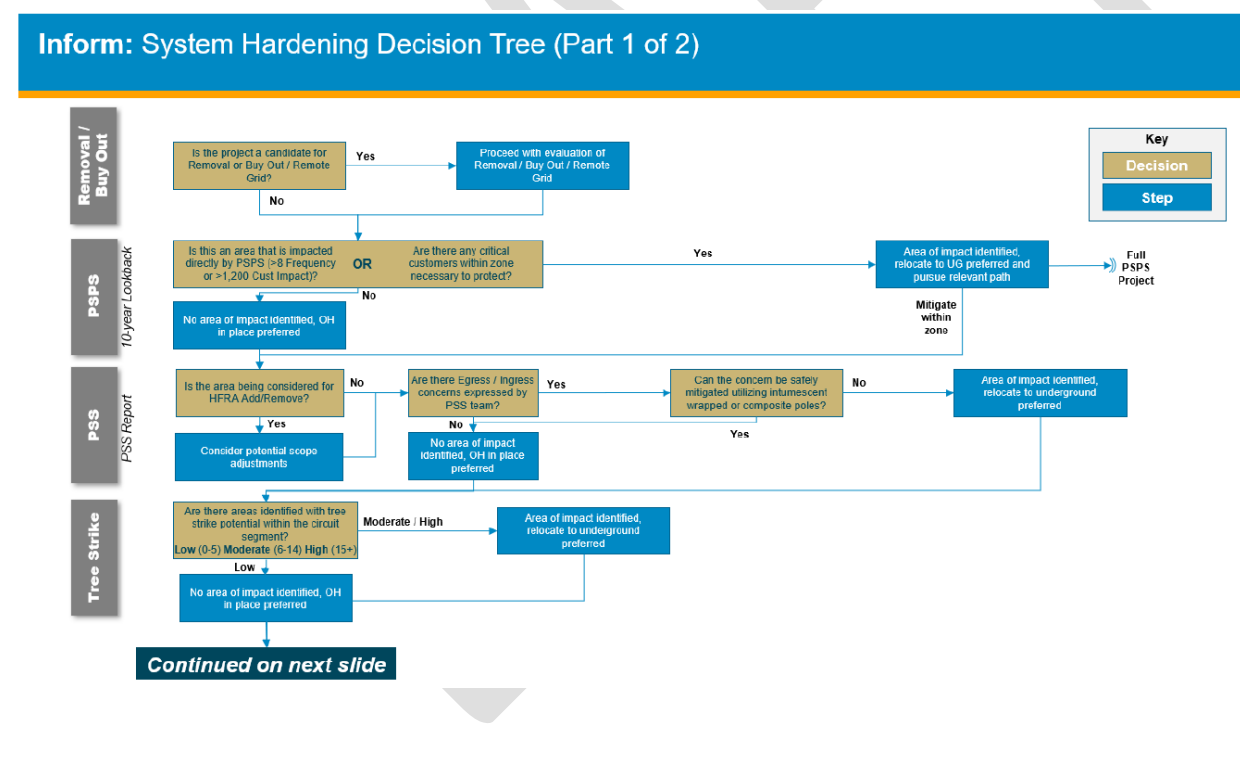 Inform: System Hardening Decision Tree (Part 1 of 2)
Removal /
Buy Out
Is the project a candidate for
Removal or Buy Out / Remote
Grid?
Yes
Proceed with evaluation of
Removal / Buy Out / Remote
Grid
No
Key
Decision
Step
PSPS
10-year Lookback
Is this an area that is impacted
directly by PSPS (>8 Frequency
or >1,200 Cust Impact)?
OR
Are there any critical
customers within zone
necessary to protect?
Yes
Area of impact identified,
relocate to UG preferred and
pursue relevant path
Full
PSPS
Project
No
No area of impact identified, OH
in place preferred
Mitigate
within
zone
PSS
PSS Report
Is the area being considered for
HFRA Add/Remove?
No
Are there Egress / Ingress
concerns expressed by
PSS team?
Yes
Can the concern be safely
mitigated utilizing intumescent
wrapped or composite poles?
No
Area of impact identified,
relocate to underground
preferred
Yes
Consider potential scope
adjustments
No
No area of impact
identified, OH in place
preferred
Yes
Tree Strike
Are there areas identified with tree
strike potential within the circuit
segment?
Low (0-5) Moderate (6-14) High (15+)
Moderate / High
Area of impact identified,
relocate to underground
preferred
Low
No area of impact identified, OH
in place preferred
Continued on next slide